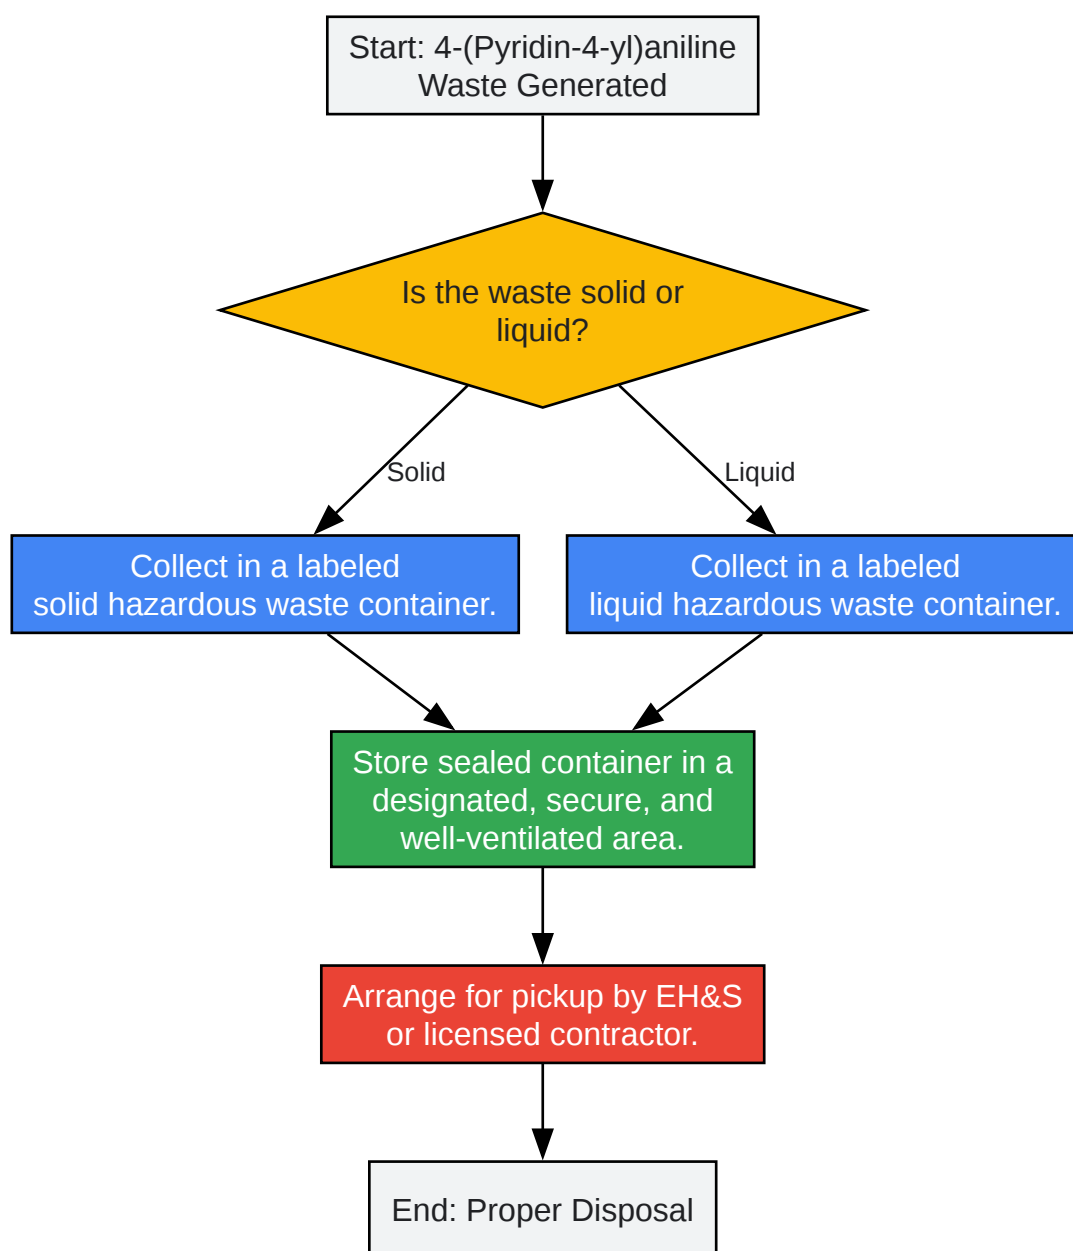 Start: 4-(Pyridin-4-yl)aniline
Waste Generated
Is the waste solid or
liquid?
Solid
Liquid
Collect in a labeled
solid hazardous waste container.
Collect in a labeled
liquid hazardous waste container.
Store sealed container in a
designated, secure, and
well-ventilated area.
Arrange for pickup by EH&S
or licensed contractor.
End: Proper Disposal